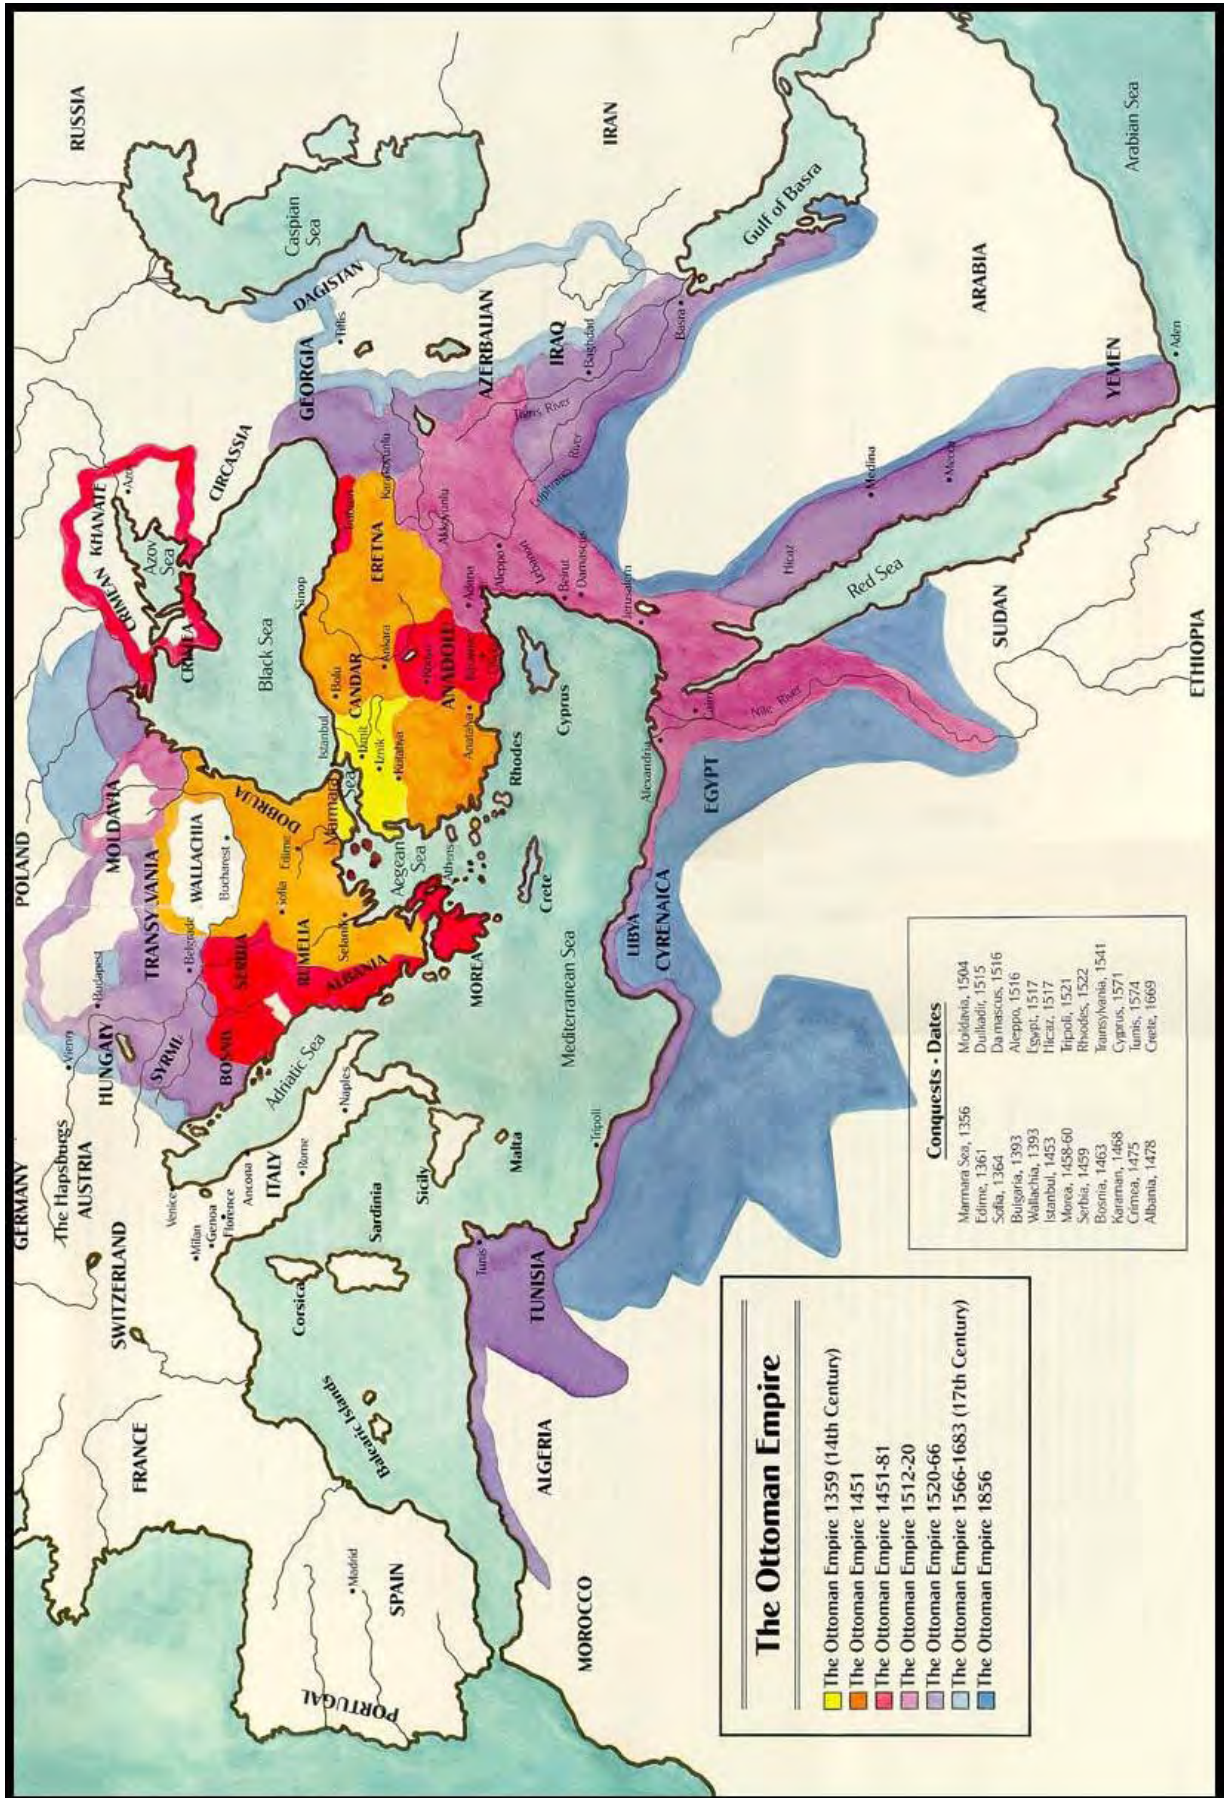 The Ottoman Empire
The Ottoman Empire 1359 (14th Century)
The Ottoman Empire 1451
The Ottoman Empire 1451-81
The Ottoman Empire 1512-20
The Ottoman Empire 1520-66
The Ottoman Empire 1566-1683 (17th Century)
The Ottoman Empire 1856
Conquests • Dates
Marmara Sea, 1356
Edirne, 1361
Sofia, 1364
Bulgaria, 1393
Wallachia, 1393
Istanbul, 1453
Morea, 1458-60
Serbia, 1459
Bosnia, 1463
Karaman, 1468
Crimea, 1475
Albania, 1478
Moldavia, 1504
Dulkadir, 1515
Damascus, 1516
Aleppo, 1516
Egypt, 1517
Hicaz, 1517
Tripoli, 1521
Rhodes, 1522
Transylvania, 1541
Cyprus, 1571
Tunis, 1574
Crete, 1669
GERMANY
POLAND
RUSSIA
The Hapsburgs
AUSTRIA
SWITZERLAND
FRANCE
PORTUGAL
SPAIN
Madrid
MOROCCO
ALGERIA
TUNISIA
Tunis
Tripoli
Balearic Islands
Corsica
Sardinia
Sicily
Malta
ITALY
Venice
Milan
Genoa
Florence
Ancona
Rome
Naples
Adriatic Sea
Mediterranean Sea
Vienn
HUNGARY
Budapest
SYRMI
BOSNI
TRANSYLVANIA
Belgrade
SERBIA
MOLDAVIA
WALLACHIA
Bucharest
DOBRUJA
Sofia
Edirne
RUMELIA
Selanik
ALBANIA
MOREA
Athens
Aegean
Sea
Marmara
Sea
Crete
Rhodes
Cyprus
Black Sea
CRIMEAN KHANATE
Azov
Sea
Azov
CRIMEA
CIRCASSIA
Istanbul
Izmit
Iznik
Kütahya
Bolu
CANDAR
Ankara
Sinop
Antalya
ANADOLU
ERETNA
Trabzon
Karakoyunlu
Akkoyunlu
Adana
Aleppo
Lebanon
Beirut
Damascus
Jerusalem
GEORGIA
Tiflis
DAGISTAN
Caspian
Sea
AZERBAIJAN
IRAN
IRAQ
Baghdad
Tigris River
Euphrates River
Basra
Gulf of Basra
ARABIA
Arabian Sea
Aden
YEMEN
Mecca
Medina
Hicaz
Red Sea
SUDAN
ETHIOPIA
Nile River
Cairo
Alexandria
EGYPT
LIBYA
CYRENAICA